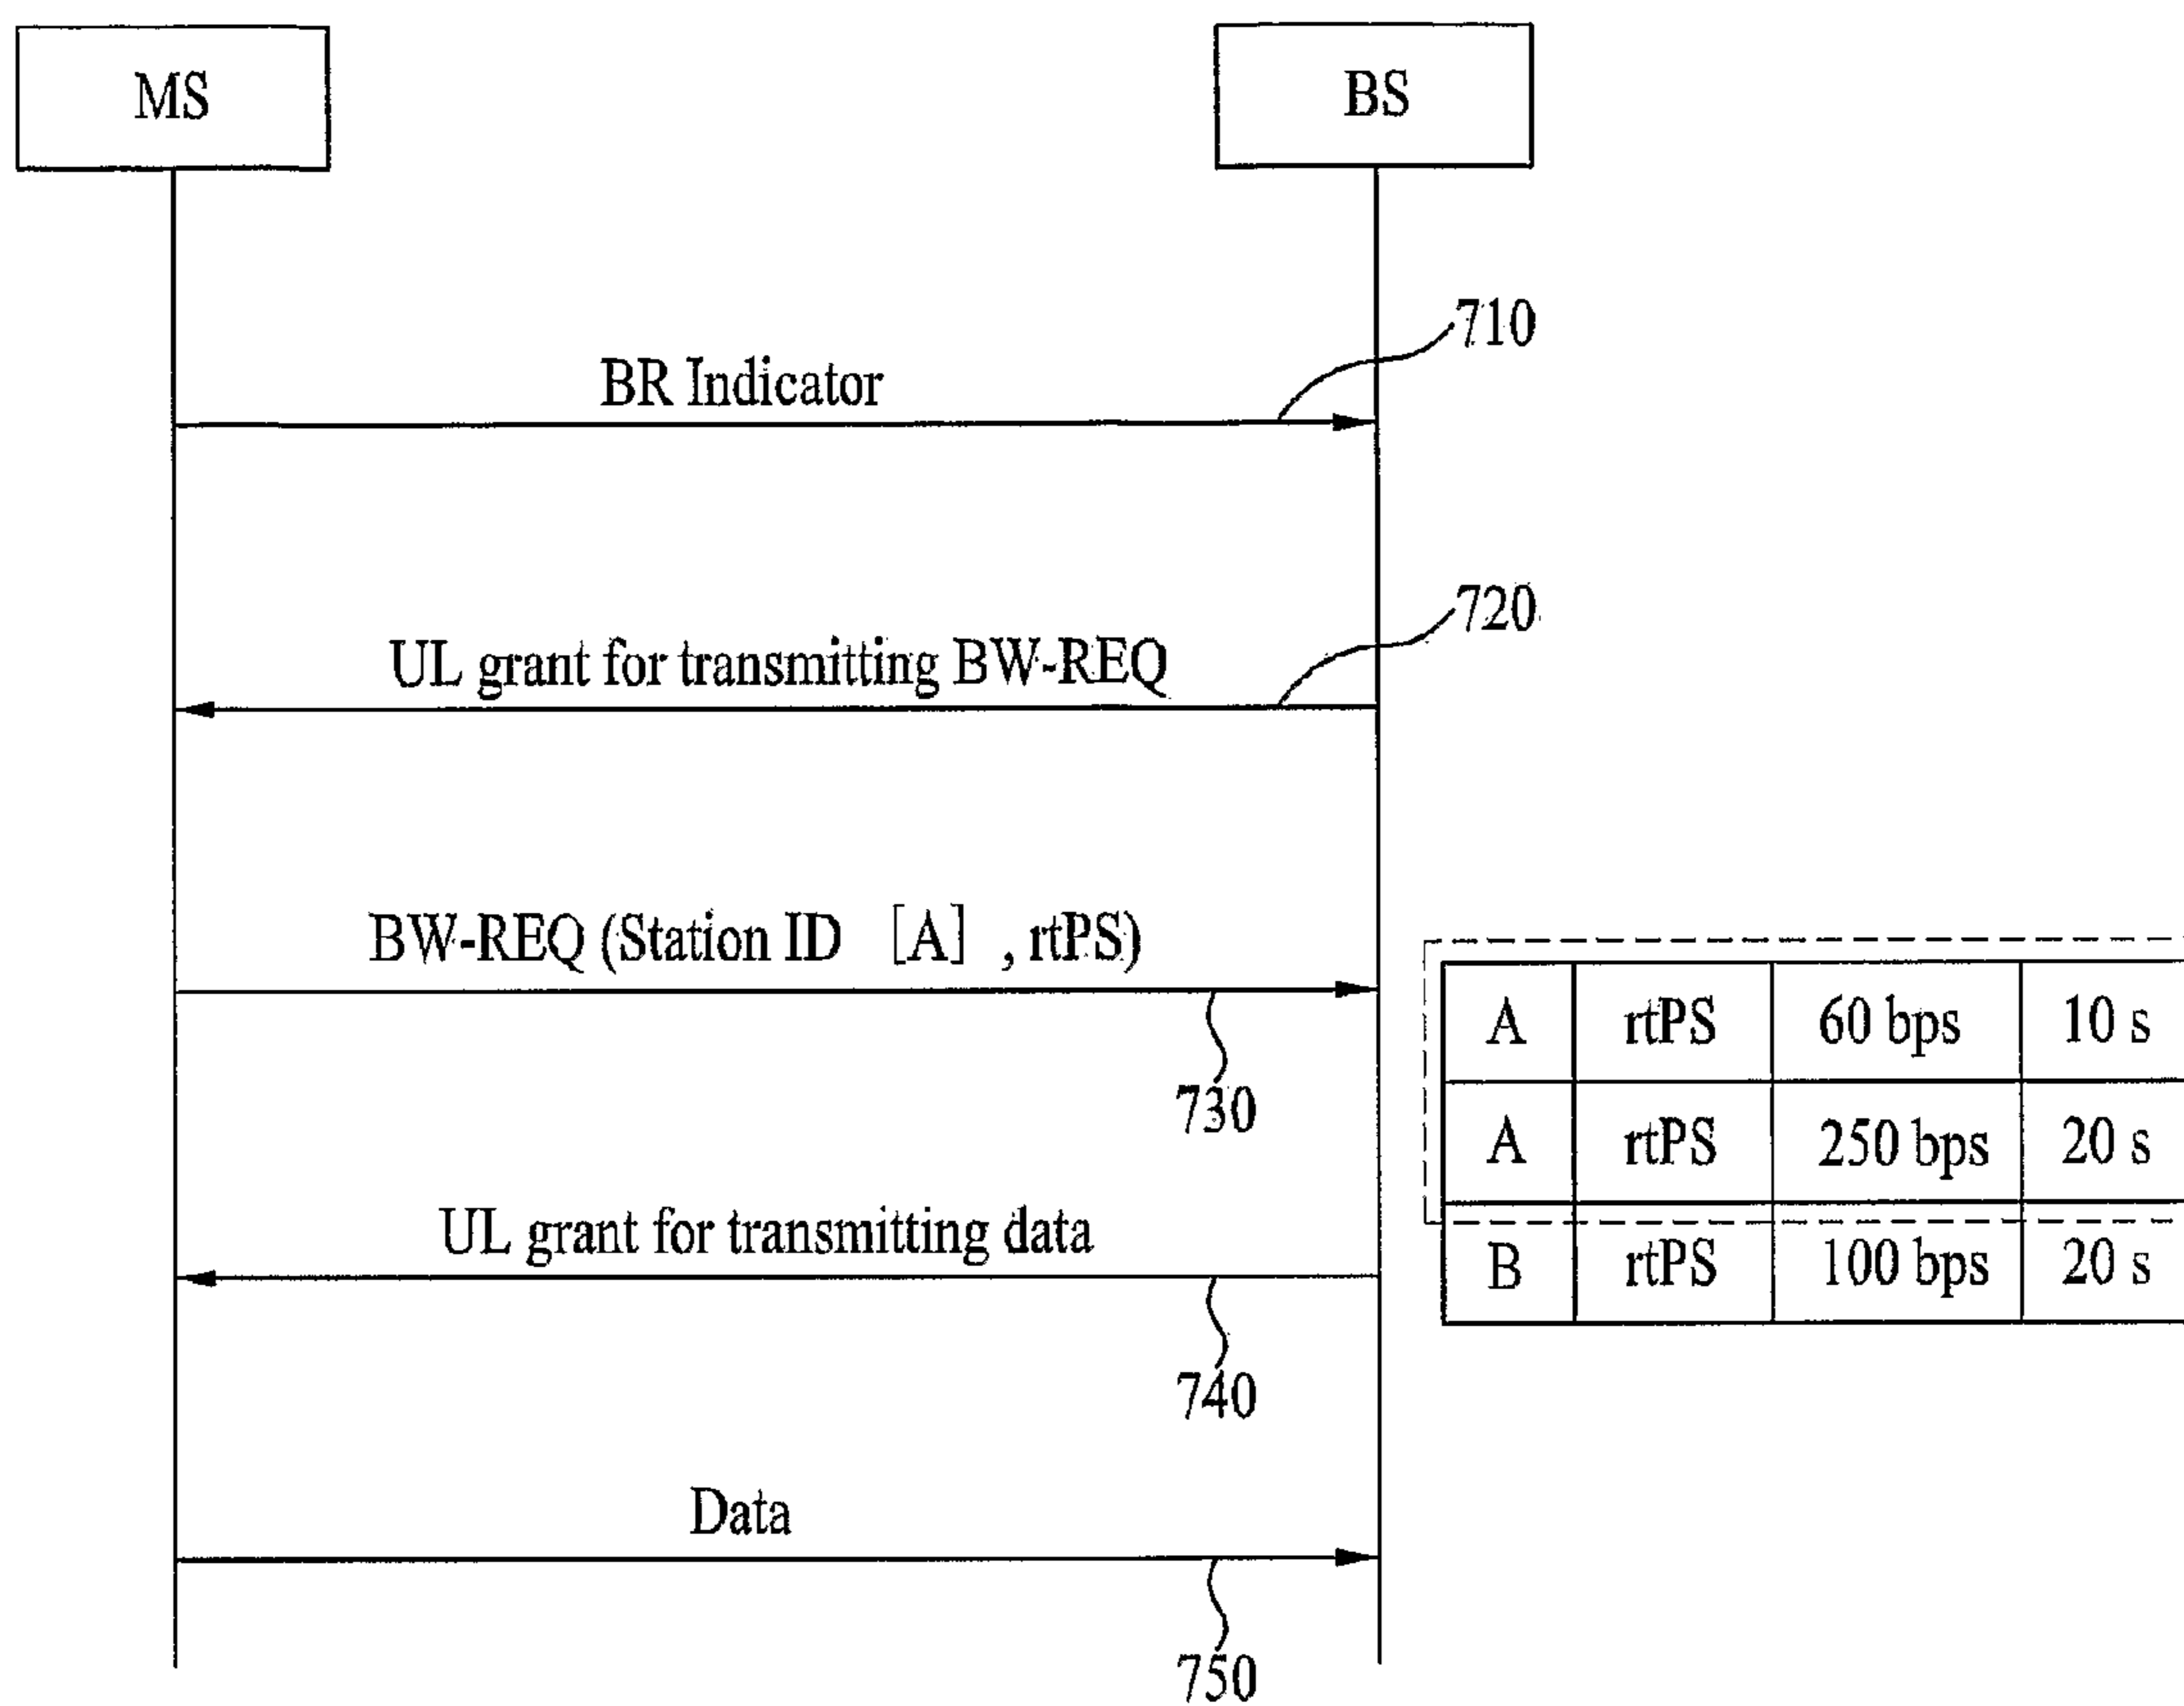 MS
BS
710
BR Indicator
720
UL grant for transmitting BW-REQ
BW-REQ (Station ID [A] , rtPS)
730
A rtPS 60 bps 10 s
A rtPS 250 bps 20 s
B rtPS 100 bps 20 s
UL grant for transmitting data
740
Data
750